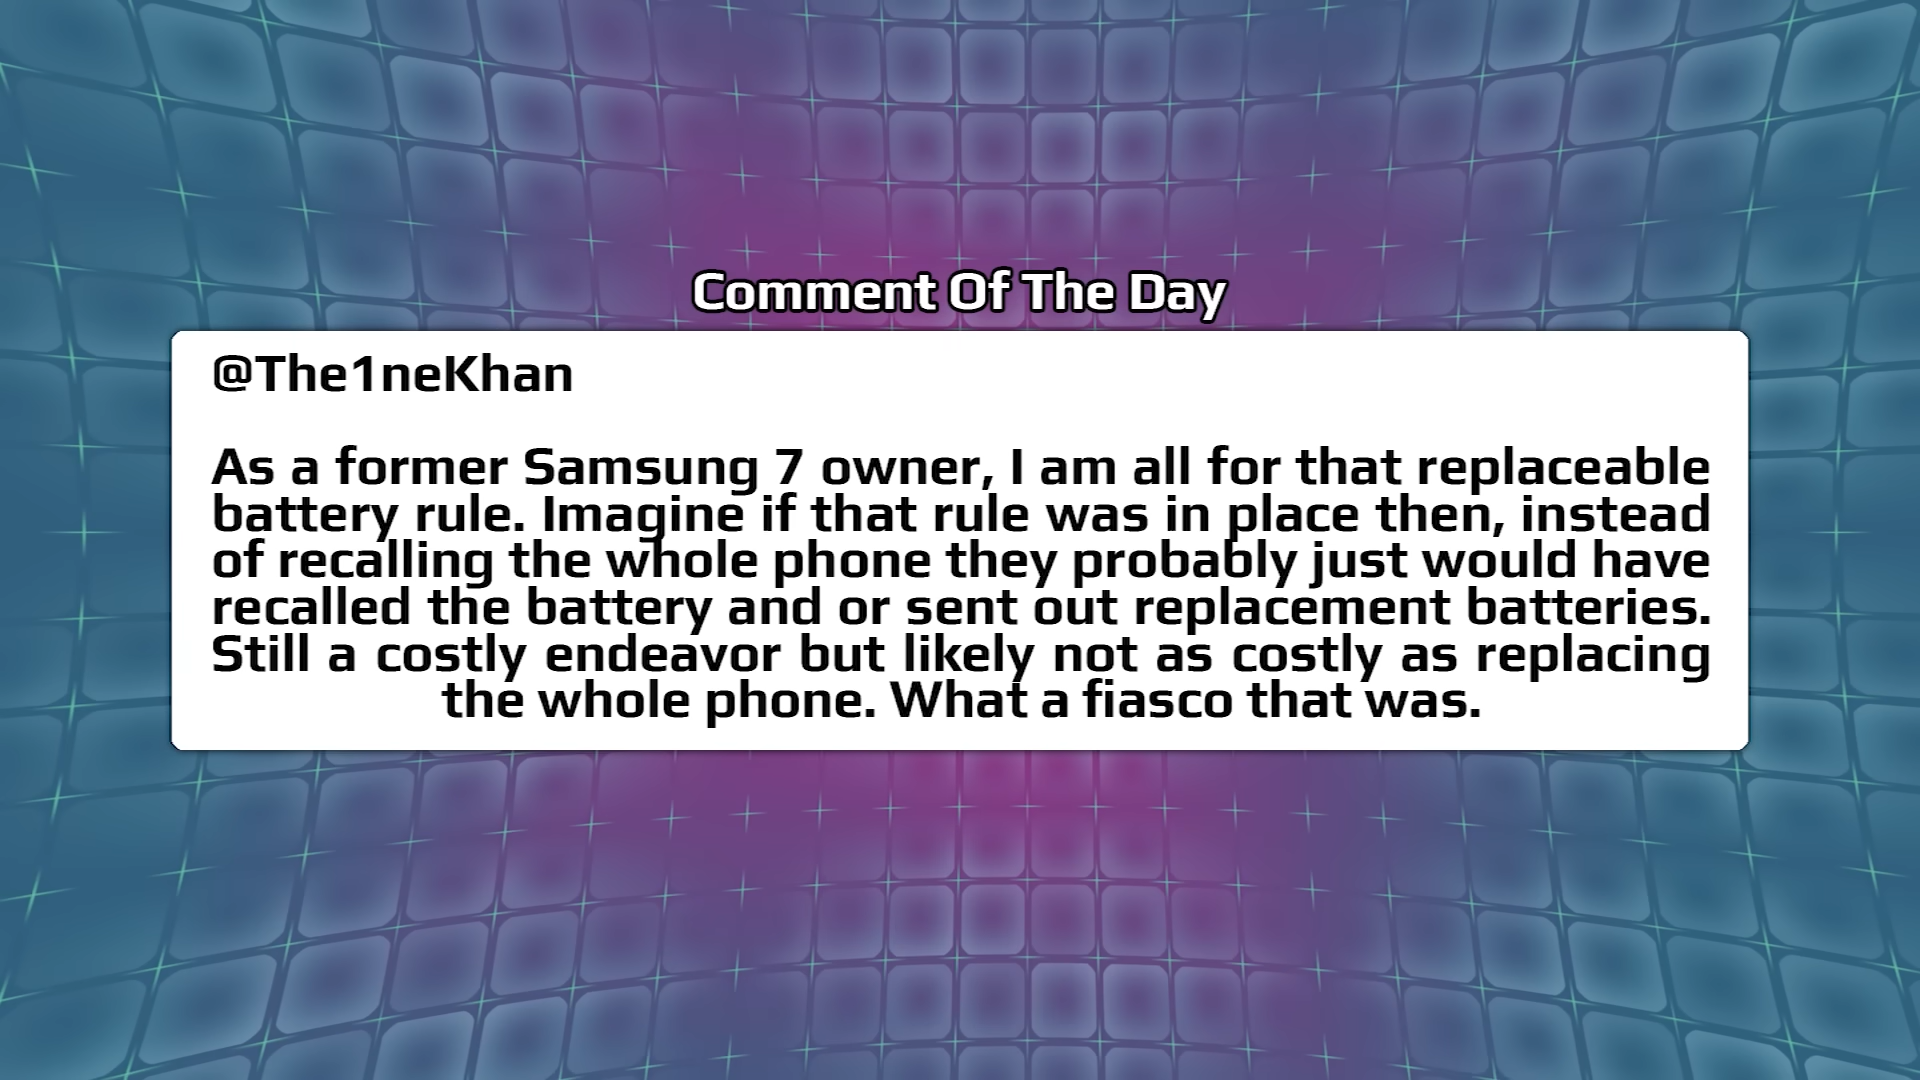 Comment Of The Day
@The1neKhan
As a former Samsung 7 owner, I am all for that replaceable
battery rule. Imagine if that rule was in place then, instead
of recalling the whole phone they probably just would have
recalled the battery and or sent out replacement batteries.
Still a costly endeavor but likely not as costly as replacing
the whole phone. What a fiasco that was.